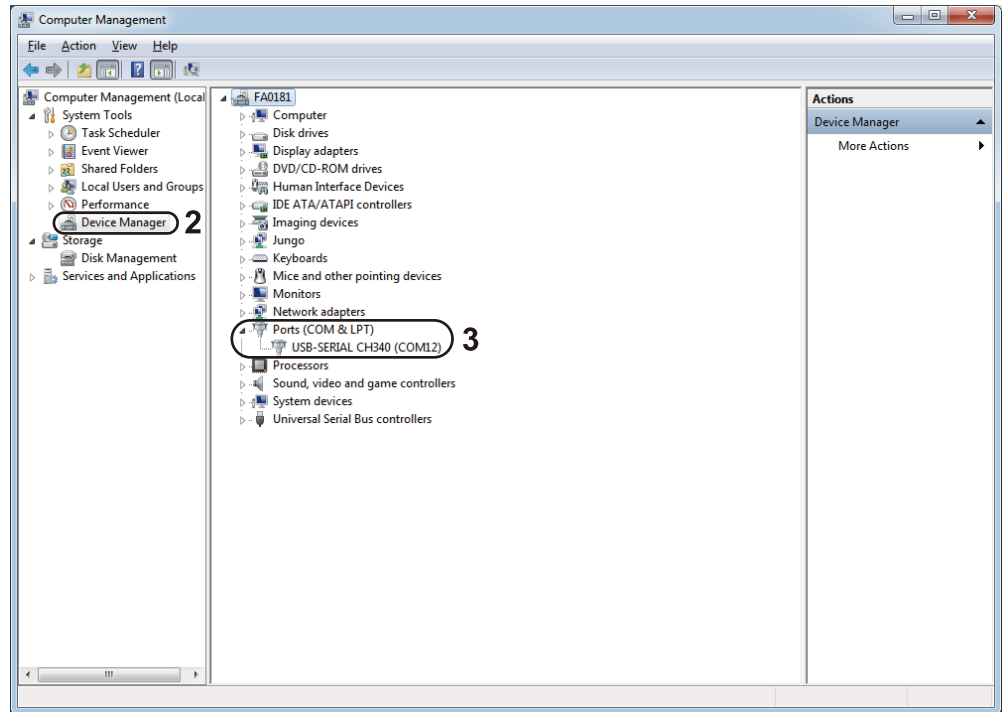 Computer Management
File Action View Help
Computer Management (Local
System Tools
Task Scheduler
Event Viewer
Shared Folders
Local Users and Groups
Performance
Device Manager 2
Storage
Disk Management
Services and Applications
FA0181
Computer
Disk drives
Display adapters
DVD/CD-ROM drives
Human Interface Devices
IDE ATA/ATAPI controllers
Imaging devices
Jungo
Keyboards
Mice and other pointing devices
Monitors
Network adapters
Ports (COM & LPT)
USB-SERIAL CH340 (COM12) 3
Processors
Sound, video and game controllers
System devices
Universal Serial Bus controllers
Actions
Device Manager
More Actions